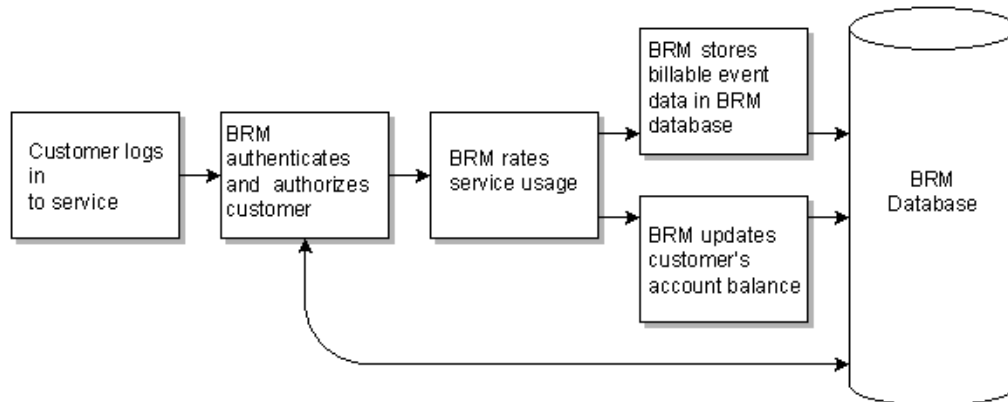 Customer logs
in
to service
BRM
authenticates
and authorizes
customer
BRM rates
service usage
BRM stores
billable event
data in BRM
database
BRM updates
customer's
account balance
BRM
Database